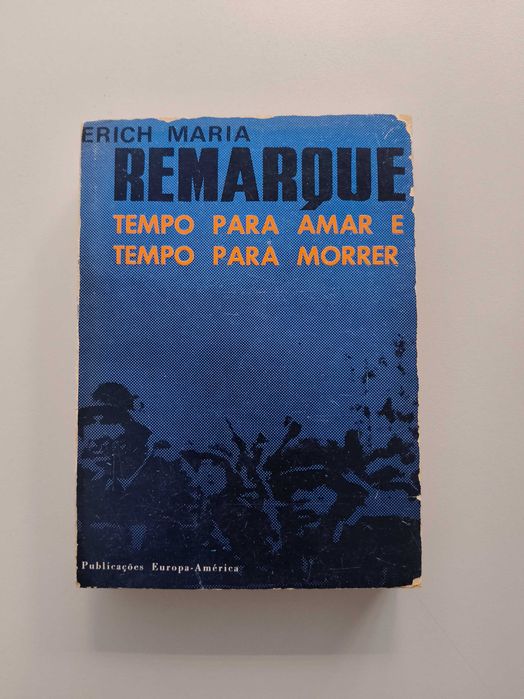 ERICH MARIA
REMARQUE
TEMPO PARA AMAR E
TEMPO PARA MORRER
Publicações Europa-América